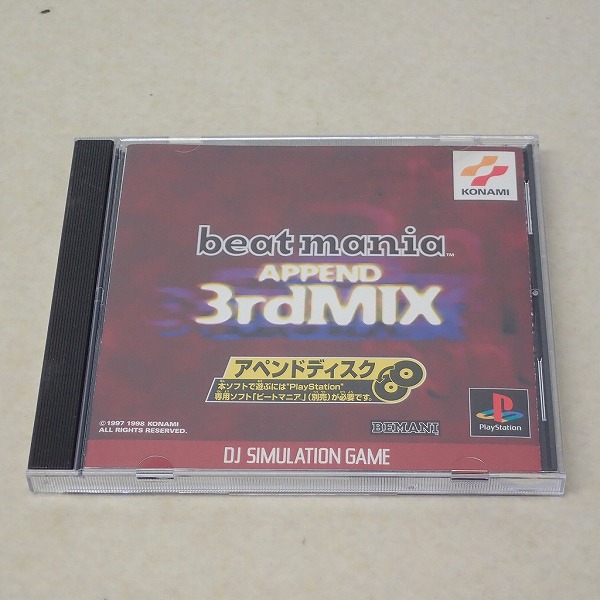 KONAMI
beatmania™
APPEND
3rdMIX
アペンドディスク
本ソフトで遊ぶには"PlayStation"
専用ソフト「ビートマニア」(別売)が必要です。
©1997 1998 KONAMI
ALL RIGHTS RESERVED.
BEMANI
PlayStation
DJ SIMULATION GAME